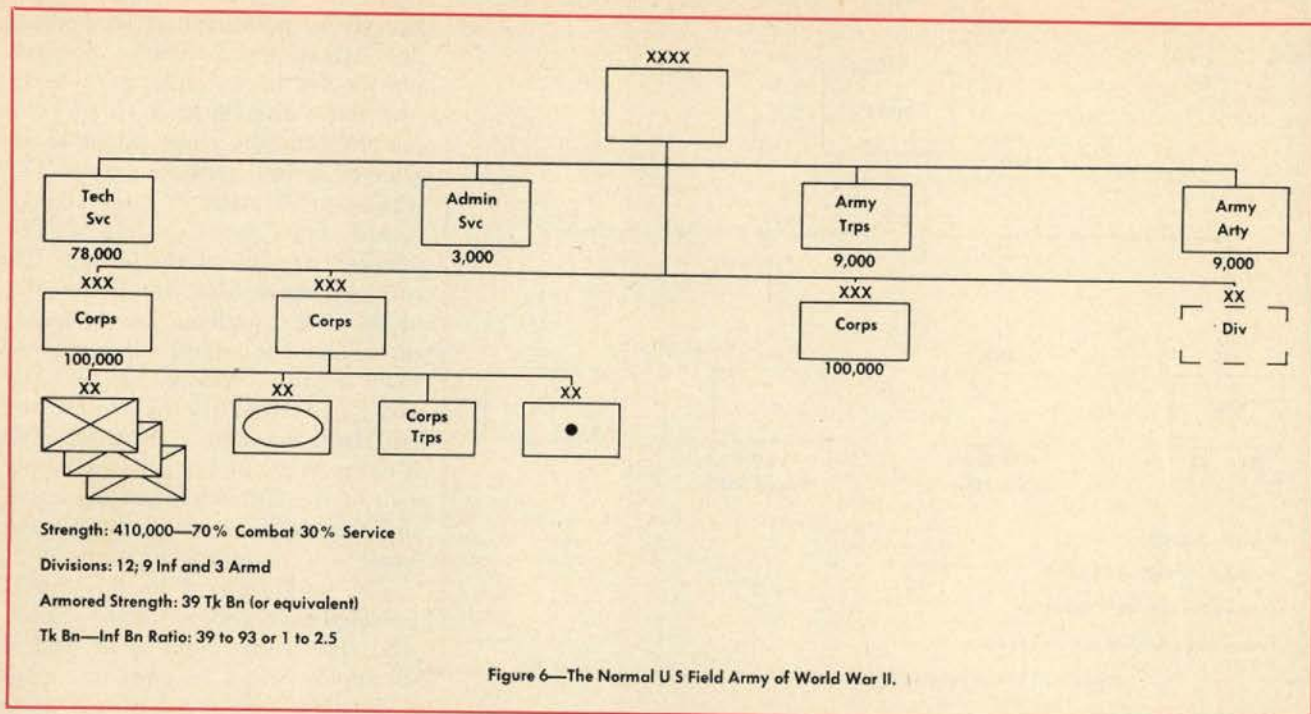 XXXX
Tech
Svc
78,000
Admin
Svc
3,000
Army
Trps
9,000
Army
Arty
9,000
XXX
Corps
100,000
XXX
Corps
XXX
Corps
100,000
XX
Div
XX
XX
Corps
Trps
XX
Strength: 410,000—70% Combat 30% Service
Divisions: 12; 9 Inf and 3 Armd
Armored Strength: 39 Tk Bn (or equivalent)
Tk Bn—Inf Bn Ratio: 39 to 93 or 1 to 2.5
Figure 6—The Normal U S Field Army of World War II.